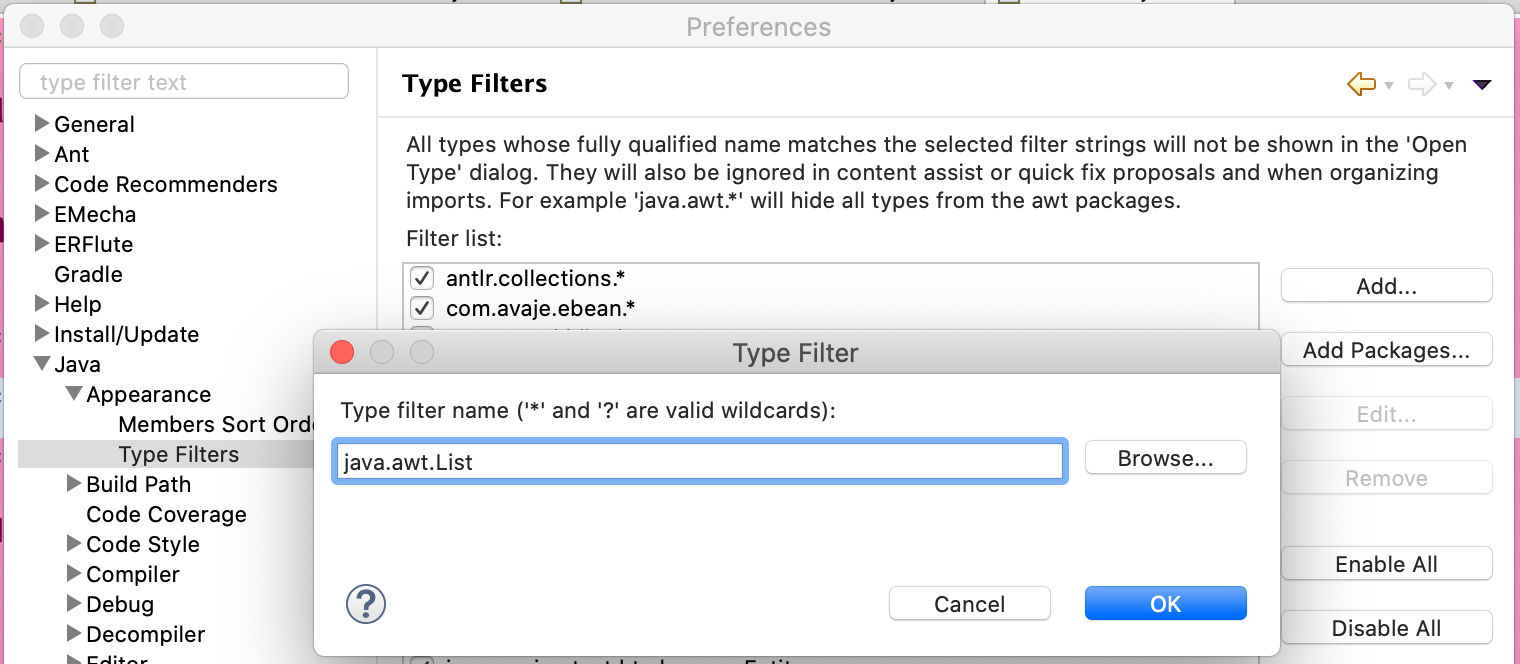 Preferences
type filter text
General
Ant
Code Recommenders
EMecha
ERFlute
Gradle
Help
Install/Update
Java
Appearance
Members Sort Orde
Type Filters
Build Path
Code Coverage
Code Style
Compiler
Debug
Decompiler
Editor
Type Filters
All types whose fully qualified name matches the selected filter strings will not be shown in the 'Open
Type' dialog. They will also be ignored in content assist or quick fix proposals and when organizing
imports. For example 'java.awt.*' will hide all types from the awt packages.
Filter list:
antlr.collections.*
com.avaje.ebean.*
Add...
Add Packages...
Edit...
Remove
Enable All
Disable All
Type Filter
Type filter name ('*' and '?' are valid wildcards):
java.awt.List
Browse...
?
Cancel
OK